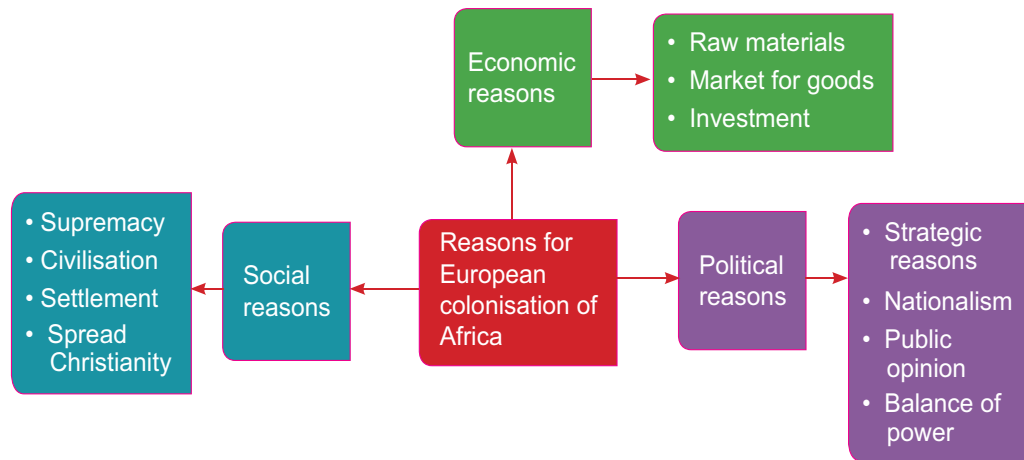 Economic
reasons
• Raw materials
• Market for goods
• Investment
• Supremacy
• Civilisation
• Settlement
• Spread
Christianity
Social
reasons
Reasons for
European
colonisation of
Africa
Political
reasons
• Strategic
reasons
• Nationalism
• Public
opinion
• Balance of
power